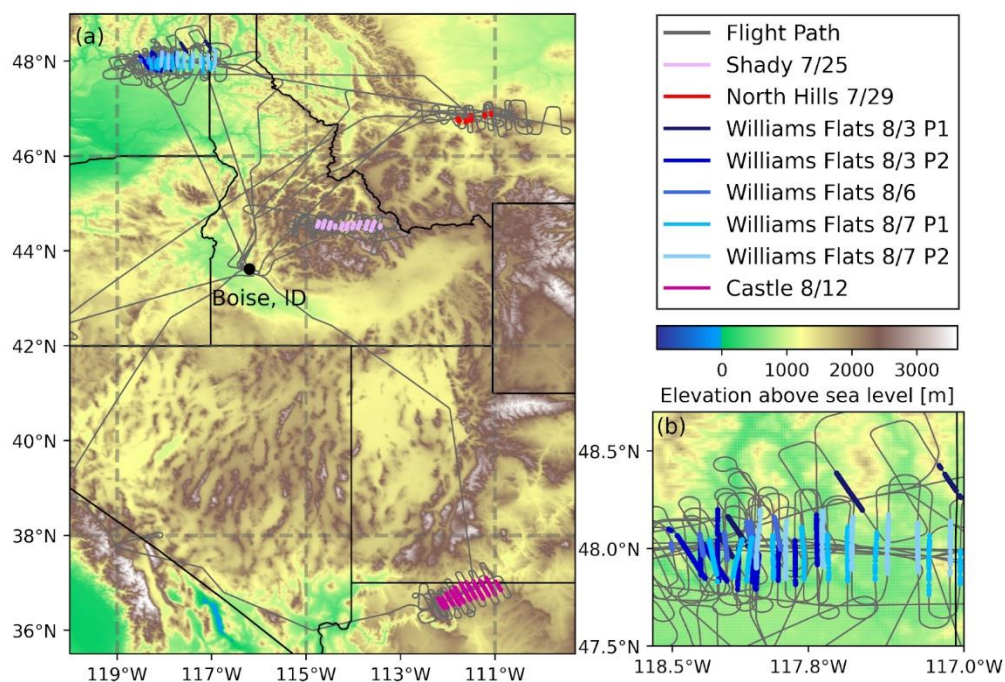 (a)
48°N
46°N
44°N
42°N
40°N
38°N
36°N
119°W
117°W
115°W
113°W
111°W
Boise, ID
Flight Path
Shady 7/25
North Hills 7/29
Williams Flats 8/3 P1
Williams Flats 8/3 P2
Williams Flats 8/6
Williams Flats 8/7 P1
Williams Flats 8/7 P2
Castle 8/12
0 1000 2000 3000
Elevation above sea level [m]
(b)
48.5°N
48.0°N
47.5°N
118.5°W
117.8°W
117.0°W